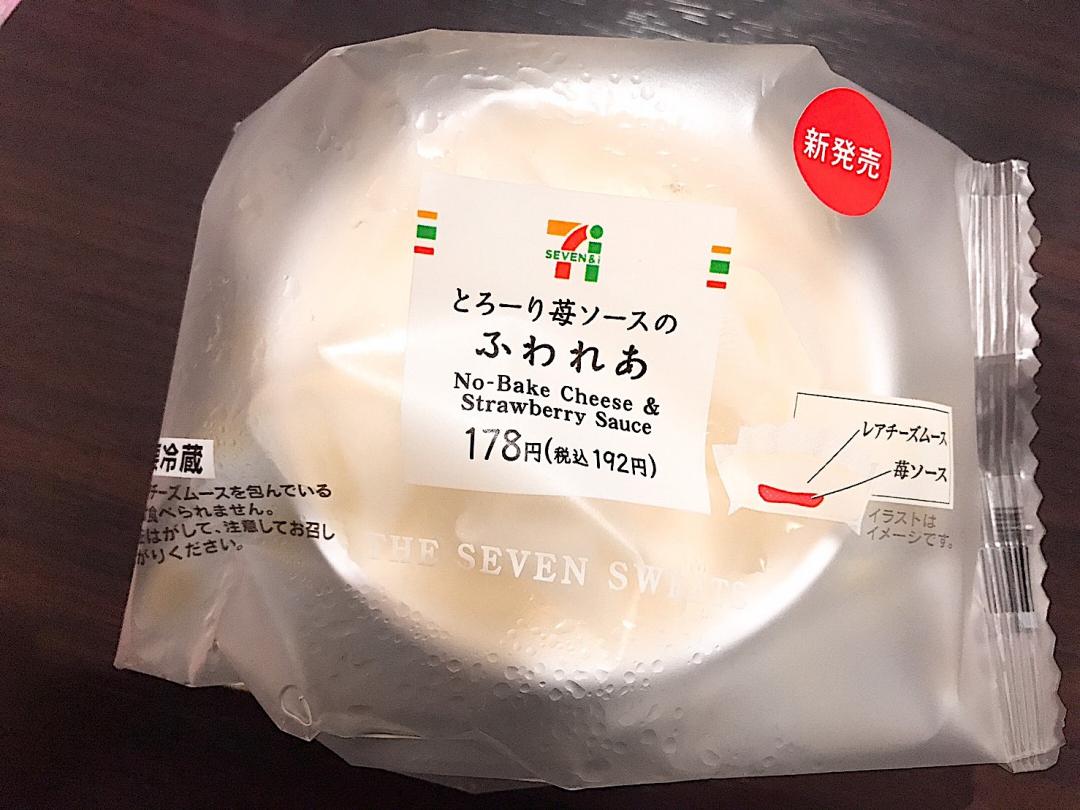 新発売
SEVEN&i
とろーり苺ソースの
ふわれあ
No-Bake Cheese &
Strawberry Sauce
178円(税込192円)
レアチーズムース
苺ソース
イラストは
イメージです。
冷蔵
チーズムースを包んでいる
食べられません。
はがして、注意してお召し
がりください。
THE SEVEN SWEETS